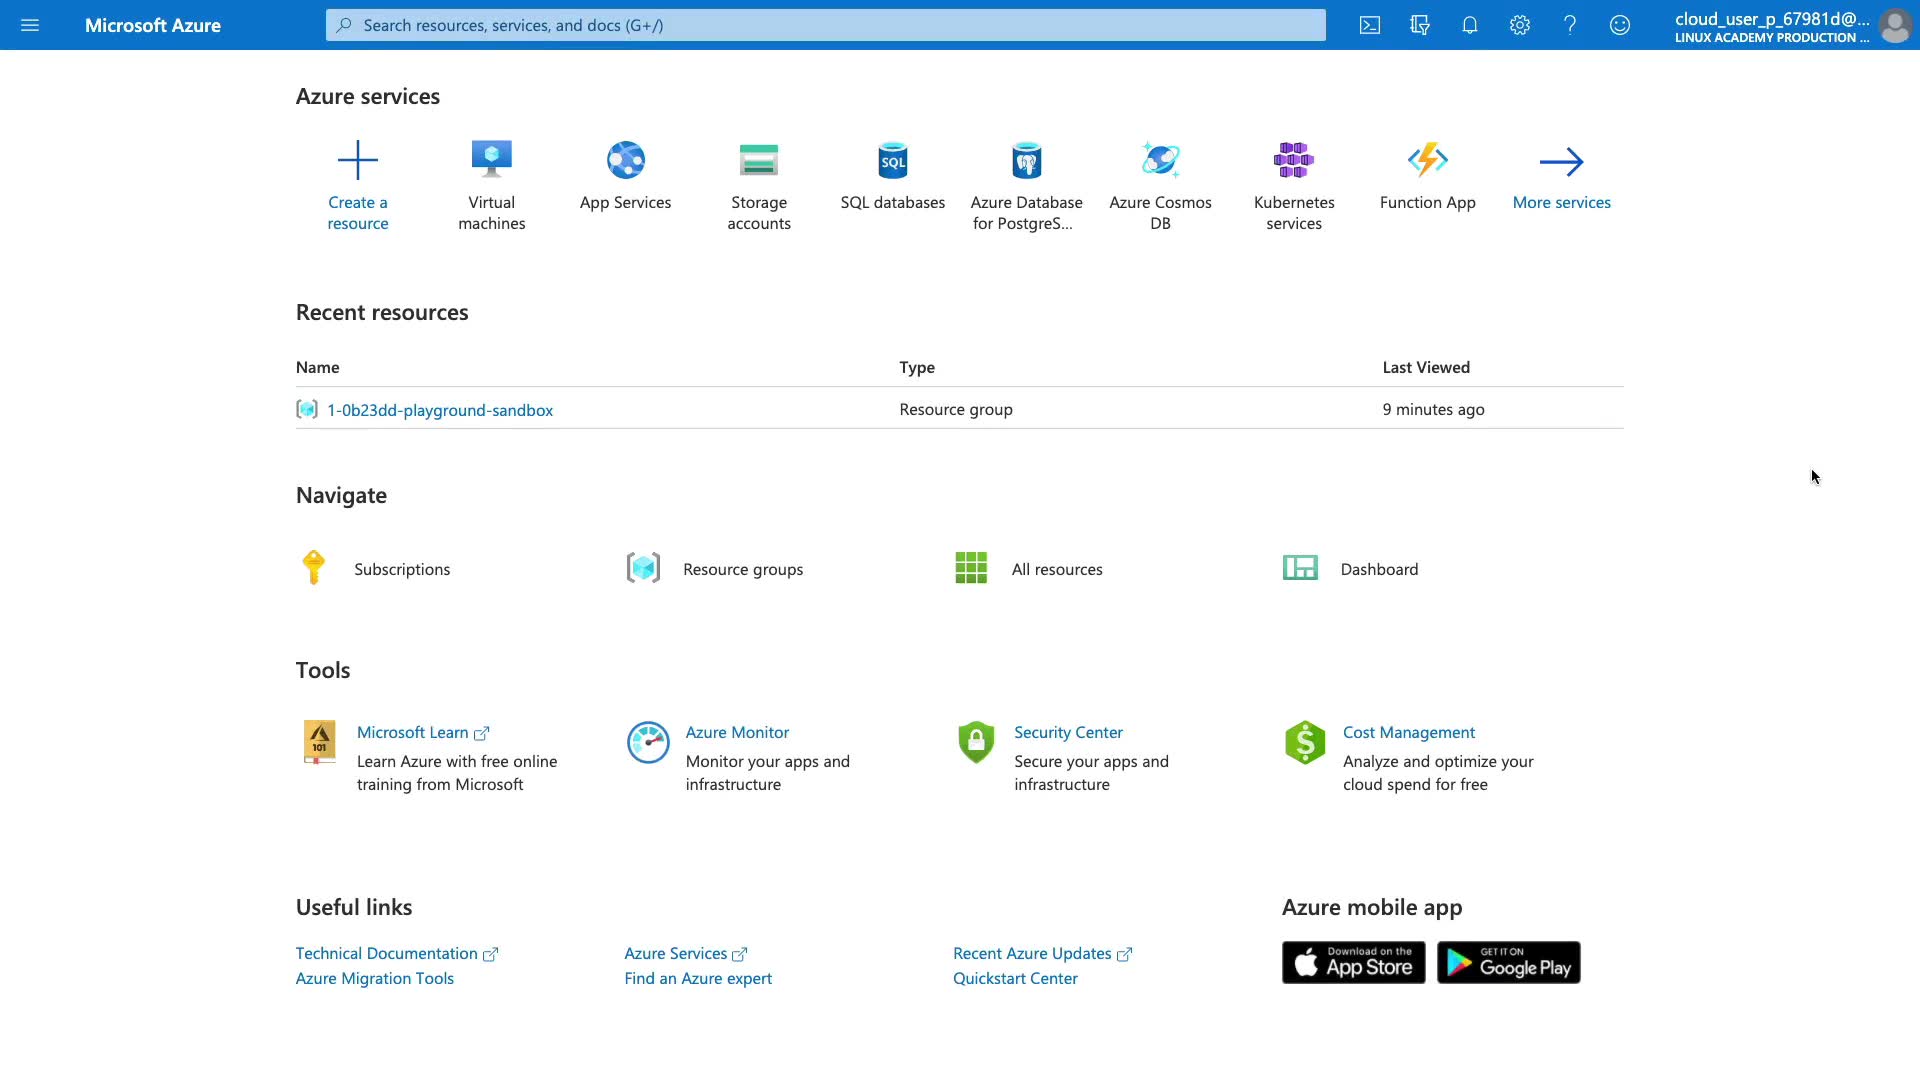 Microsoft Azure
Search resources, services, and docs (G+/)
cloud_user_p_67981d@...
LINUX ACADEMY PRODUCTION ...
Azure services
Create a
resource
Virtual
machines
App Services
Storage
accounts
SQL
SQL databases
Azure Database
for PostgreS...
Azure Cosmos
DB
Kubernetes
services
Function App
More services
Recent resources
Name Type Last Viewed
1-0b23dd-playground-sandbox Resource group 9 minutes ago
Navigate
Subscriptions
Resource groups
All resources
Dashboard
Tools
101
Microsoft Learn
Learn Azure with free online
training from Microsoft
Azure Monitor
Monitor your apps and
infrastructure
Security Center
Secure your apps and
infrastructure
Cost Management
Analyze and optimize your
cloud spend for free
Useful links
Technical Documentation
Azure Migration Tools
Azure Services
Find an Azure expert
Recent Azure Updates
Quickstart Center
Azure mobile app
Download on the
App Store
GET IT ON
Google Play